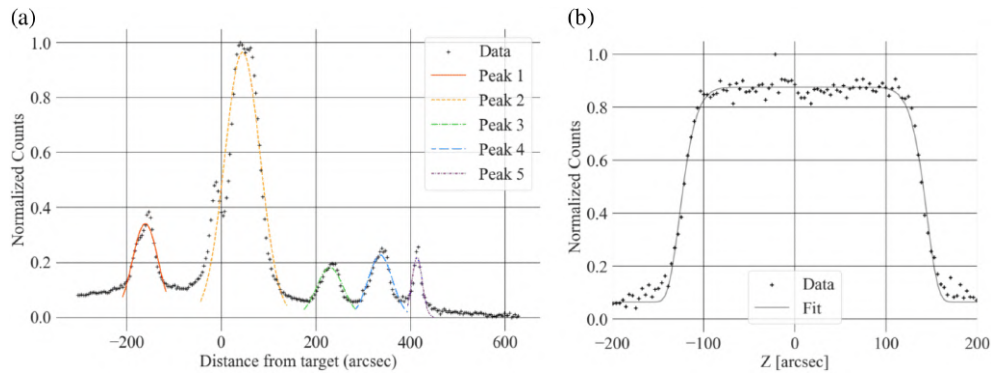 (a)
1.0
0.8
0.6
0.4
0.2
0.0
Normalized Counts
−200
0
200
400
600
Distance from target (arcsec)
Data
Peak 1
Peak 2
Peak 3
Peak 4
Peak 5
(b)
1.0
0.8
0.6
0.4
0.2
0.0
Normalized Counts
−200
−100
0
100
200
Z [arcsec]
Data
Fit